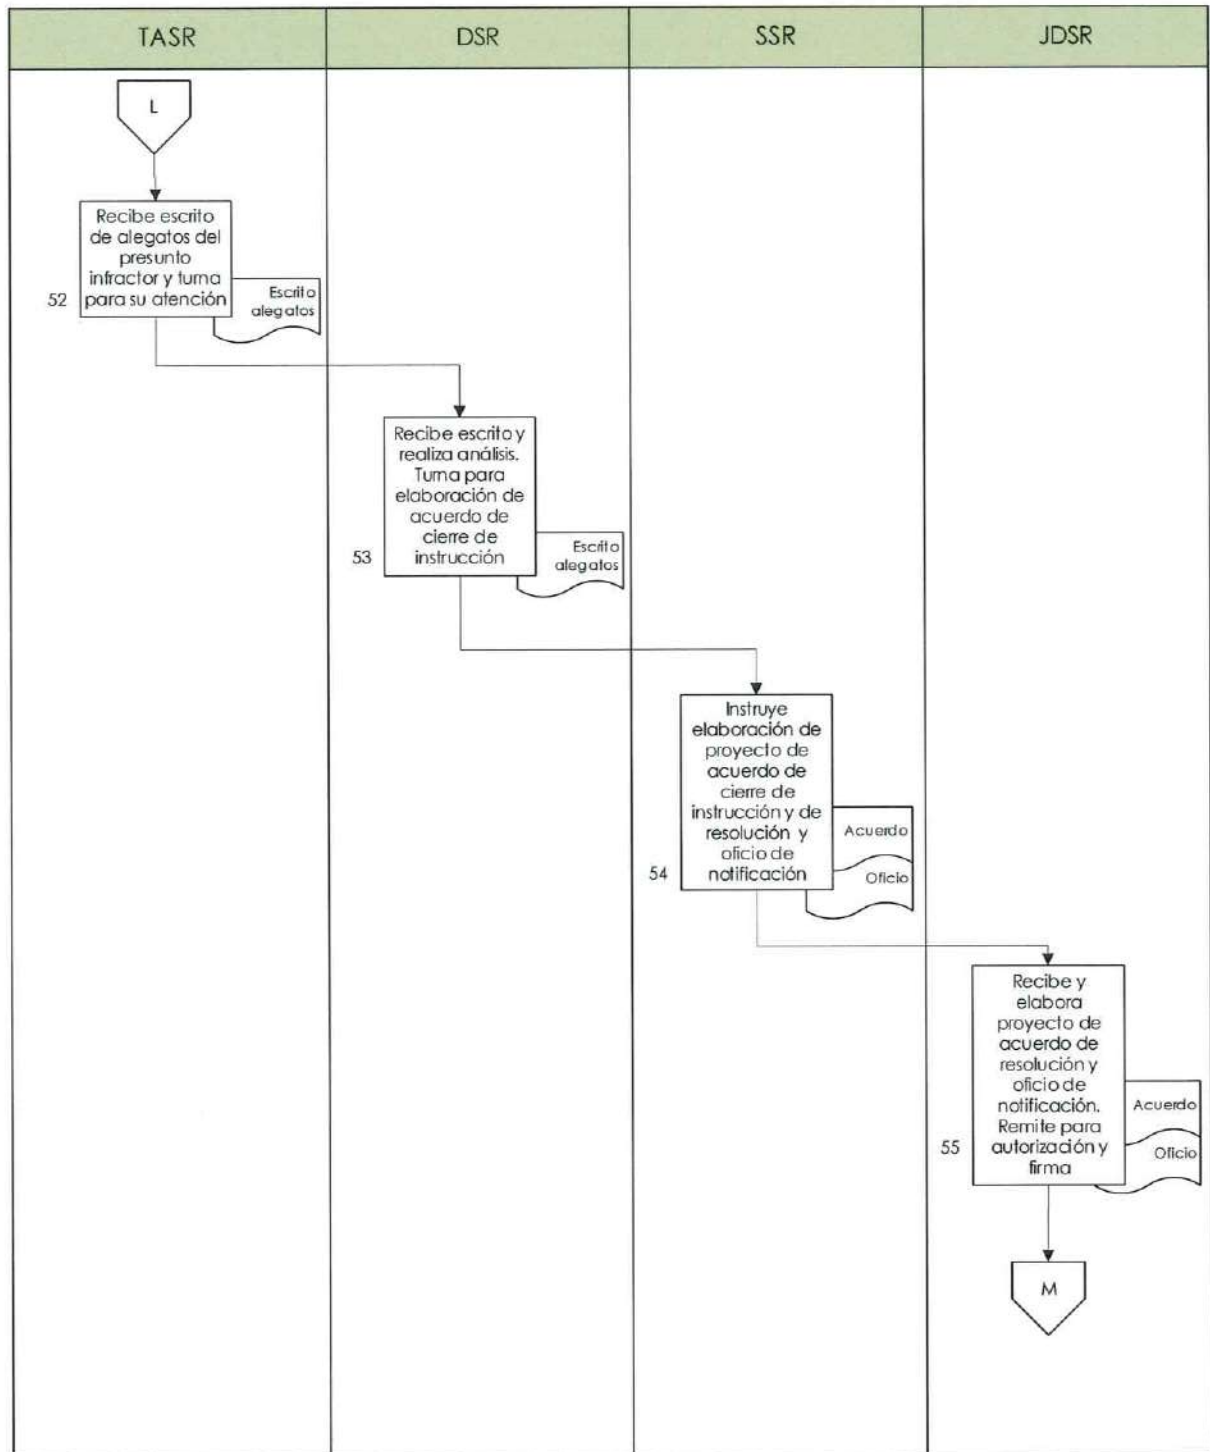 TASR
DSR
SSR
JDSR
L
Recibe escrito
de alegatos del
presunto
infractor y turna
para su atención
52
Escrito
alegatos
Recibe escrito y
realiza análisis.
Turna para
elaboración de
acuerdo de
cierre de
instrucción
53
Escrito
alegatos
Instruye
elaboración de
proyecto de
acuerdo de
cierre de
instrucción y de
resolución y
oficio de
notificación
54
Acuerdo
Oficio
Recibe y
elabora
proyecto de
acuerdo de
resolución y
oficio de
notificación.
Remite para
autorización y
firma
55
Acuerdo
Oficio
M